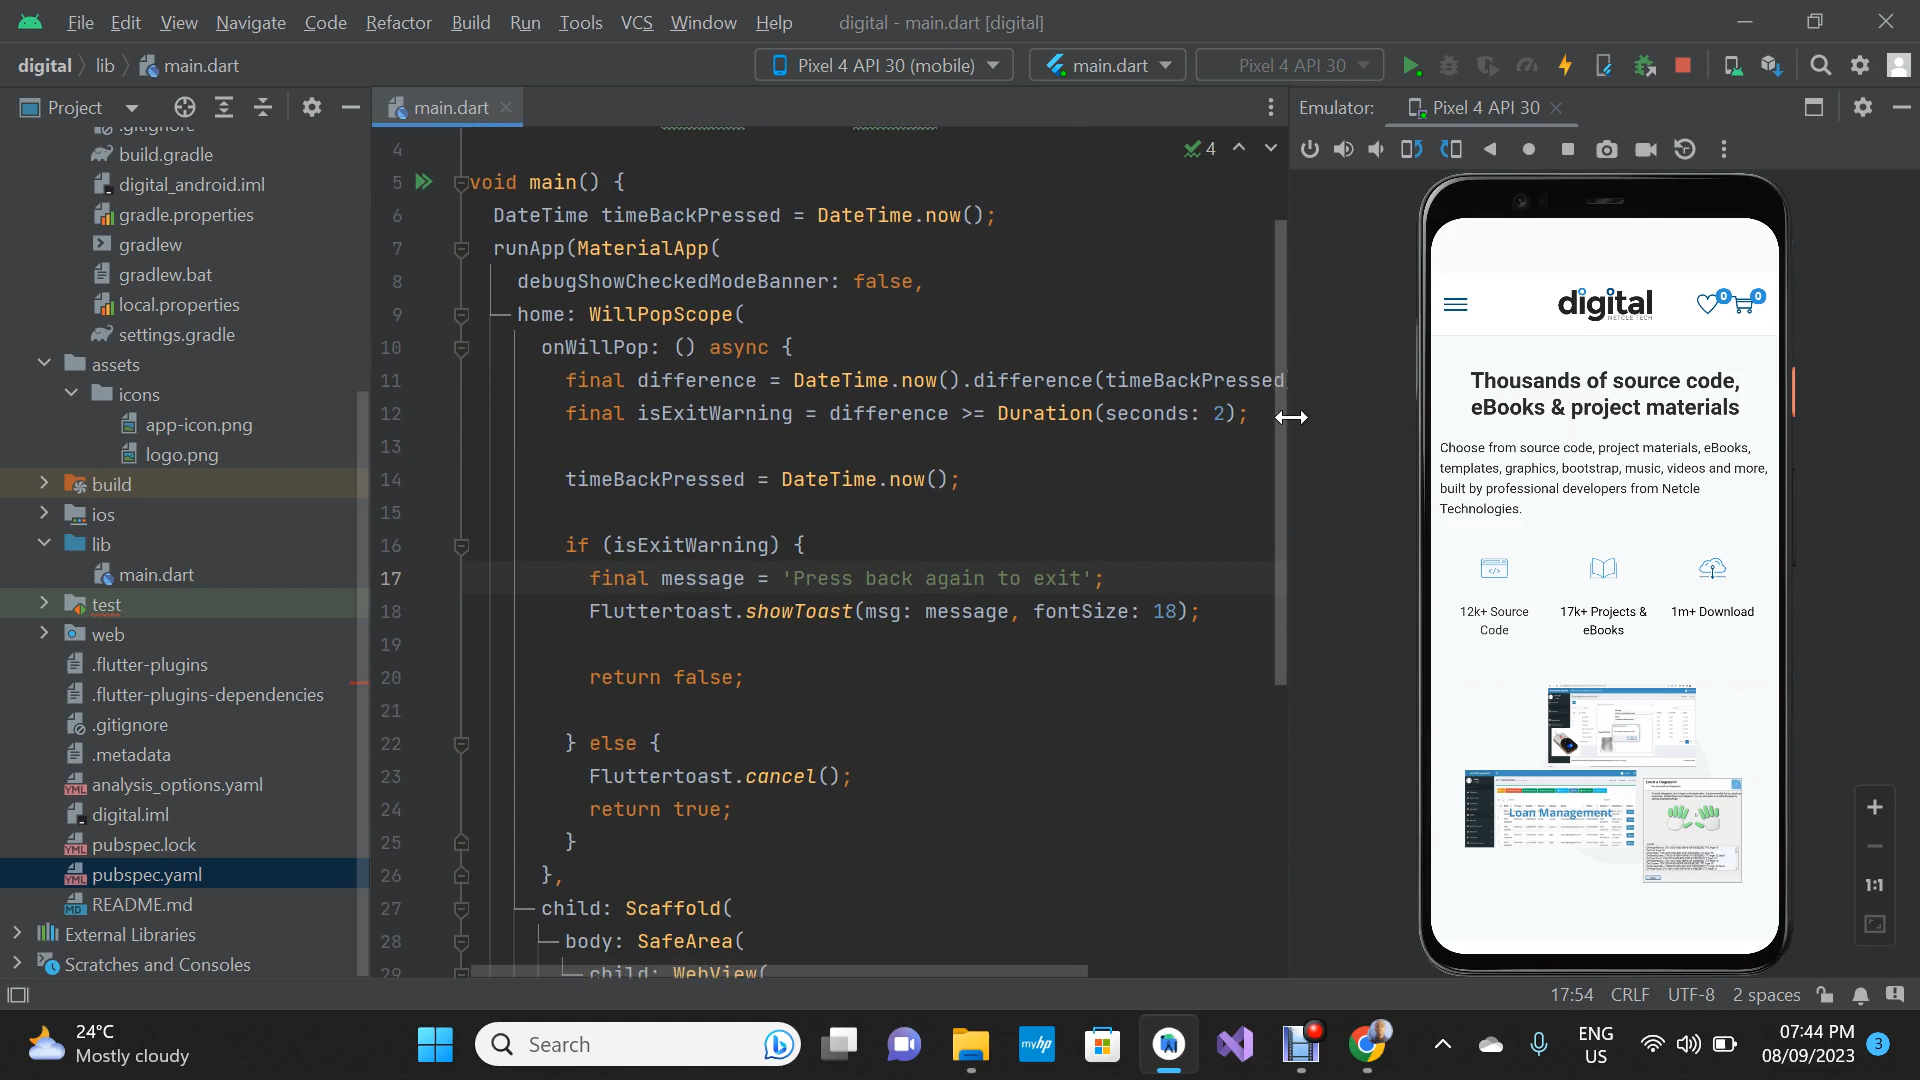 File Edit View Navigate Code Refactor Build Run Tools VCS Window Help digital - main.dart [digital]
digital lib main.dart Pixel 4 API 30 (mobile) main.dart Pixel 4 API 30
Project main.dart Emulator: Pixel 4 API 30
.gitignore
build.gradle
digital_android.iml
gradle.properties
gradlew
gradlew.bat
local.properties
settings.gradle
assets
icons
app-icon.png
logo.png
build
ios
lib
main.dart
test
web
.flutter-plugins
.flutter-plugins-dependencies
.gitignore
.metadata
analysis_options.yaml
digital.iml
pubspec.lock
pubspec.yaml
README.md
External Libraries
Scratches and Consoles
4
4
5 void main() {
6 DateTime timeBackPressed = DateTime.now();
7 runApp(MaterialApp(
8 debugShowCheckedModeBanner: false,
9 home: WillPopScope(
10 onWillPop: () async {
11 final difference = DateTime.now().difference(timeBackPressed
12 final isExitWarning = difference >= Duration(seconds: 2);
13
14 timeBackPressed = DateTime.now();
15
16 if (isExitWarning) {
17 final message = 'Press back again to exit';
18 Fluttertoast.showToast(msg: message, fontSize: 18);
19
20 return false;
21
22 } else {
23 Fluttertoast.cancel();
24 return true;
25 }
26 },
27 child: Scaffold(
28 body: SafeArea(
29 child: WebView(
digital
NETCLE TECH
0 0
Thousands of source code,
eBooks & project materials
Choose from source code, project materials, eBooks,
templates, graphics, bootstrap, music, videos and more,
built by professional developers from Netcle
Technologies.
12k+ Source
Code
17k+ Projects &
eBooks
1m+ Download
Loan Management
1:1
17:54 CRLF UTF-8 2 spaces
24°C
Mostly cloudy
Search
myhp
ENG
US
07:44 PM
08/09/2023
3